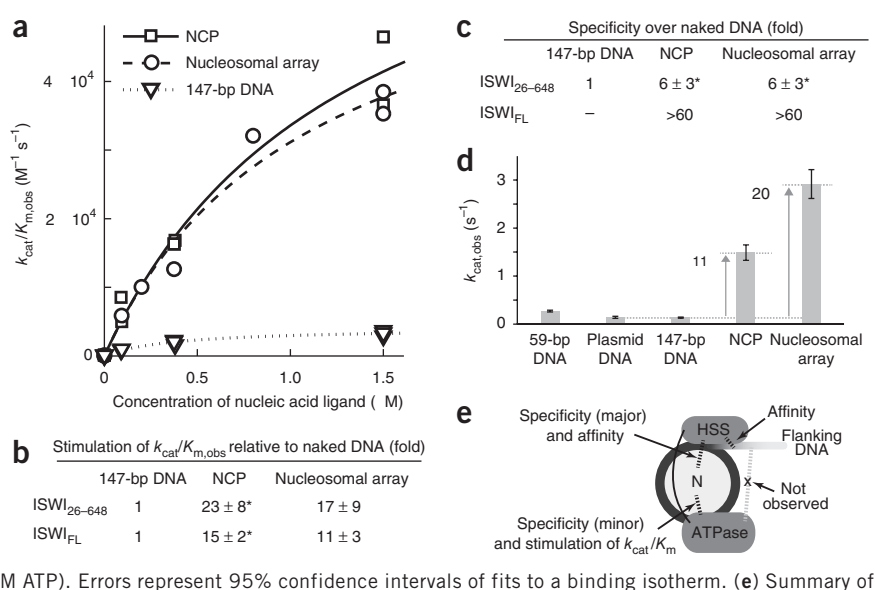 a
NCP
Nucleosomal array
147-bp DNA
4 10⁴
2 10⁴
0
k_cat/K_m,obs (M⁻¹ s⁻¹)
0 0.5 1.0 1.5
Concentration of nucleic acid ligand ( M)
b
Stimulation of k_cat/K_m,obs relative to naked DNA (fold)
147-bp DNA NCP Nucleosomal array
ISWI₂₆₋₆₄₈ 1 23 ± 8* 17 ± 9
ISWI_FL 1 15 ± 2* 11 ± 3
c
Specificity over naked DNA (fold)
147-bp DNA NCP Nucleosomal array
ISWI₂₆₋₆₄₈ 1 6 ± 3* 6 ± 3*
ISWI_FL – >60 >60
d
k_cat,obs (s⁻¹)
3
2
1
0
11
20
59-bp DNA
Plasmid DNA
147-bp DNA
NCP
Nucleosomal array
e
Specificity (major)
and affinity
HSS
Affinity
Flanking
DNA
N
x
Not
observed
Specificity (minor)
and stimulation of k_cat/K_m
ATPase
M ATP). Errors represent 95% confidence intervals of fits to a binding isotherm. (e) Summary of